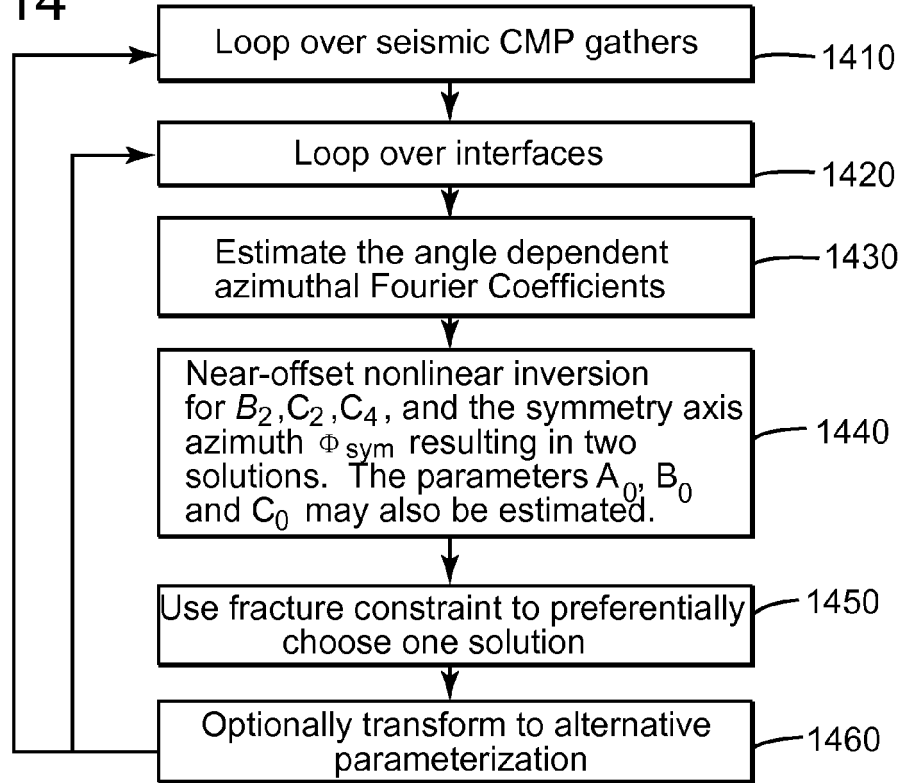 14
Loop over seismic CMP gathers
1410
Loop over interfaces
1420
Estimate the angle dependent
azimuthal Fourier Coefficients
1430
Near-offset nonlinear inversion
for B2,C2,C4, and the symmetry axis
azimuth Φsym resulting in two
solutions. The parameters A0, B0
and C0 may also be estimated.
1440
Use fracture constraint to preferentially
choose one solution
1450
Optionally transform to alternative
parameterization
1460